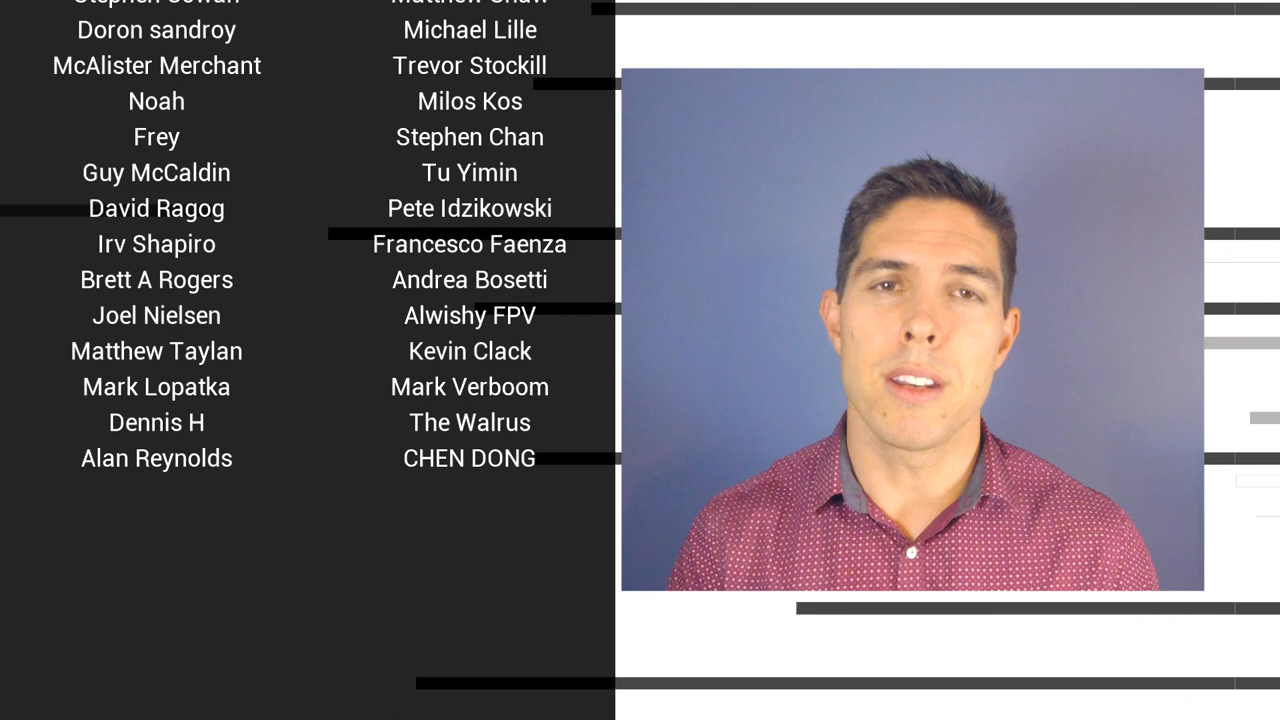 Doron sandroy
McAlister Merchant
Noah
Frey
Guy McCaldin
David Ragog
Irv Shapiro
Brett A Rogers
Joel Nielsen
Matthew Taylan
Mark Lopatka
Dennis H
Alan Reynolds
Michael Lille
Trevor Stockill
Milos Kos
Stephen Chan
Tu Yimin
Pete Idzikowski
Francesco Faenza
Andrea Bosetti
Alwishy FPV
Kevin Clack
Mark Verboom
The Walrus
CHEN DONG